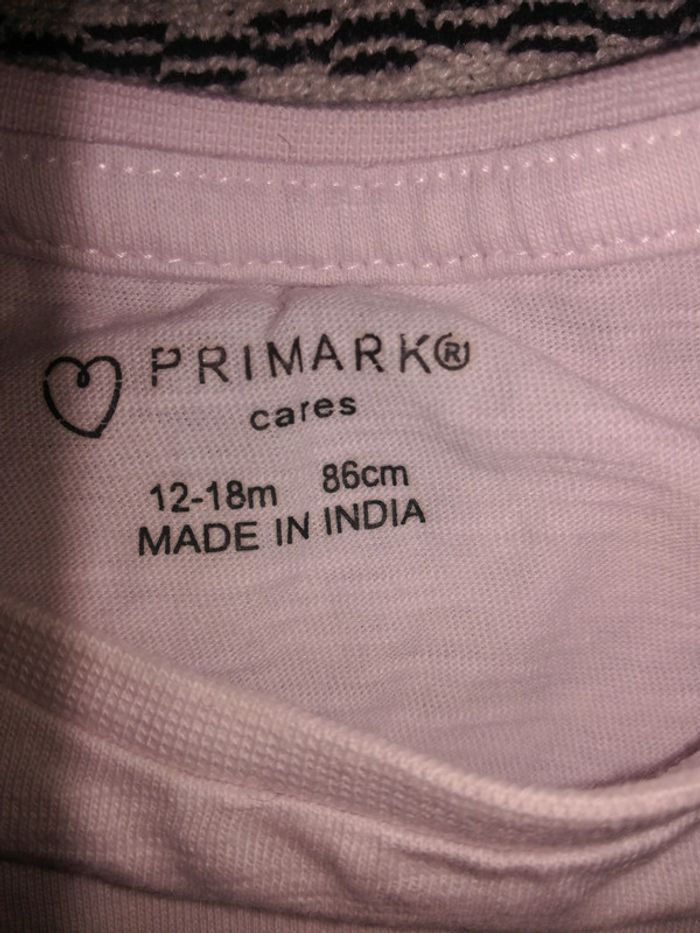 PRIMARK®
cares
12-18m 86cm
MADE IN INDIA